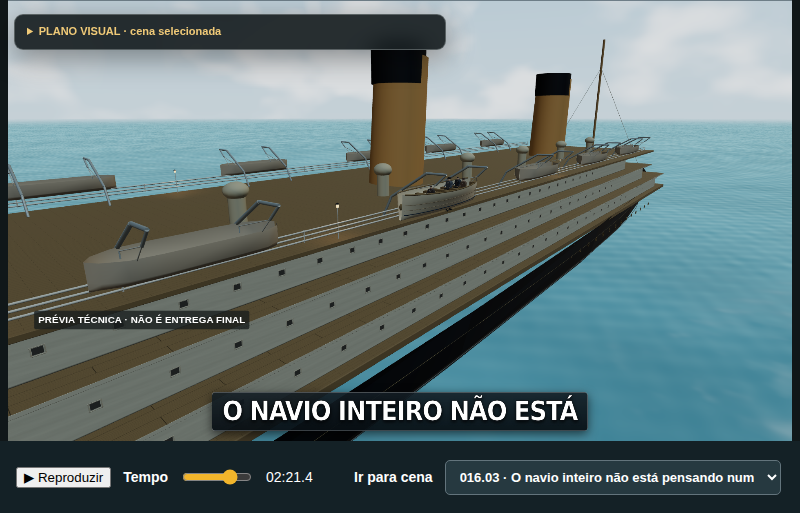 ▶ PLANO VISUAL · cena selecionada
PRÉVIA TÉCNICA · NÃO É ENTREGA FINAL
O NAVIO INTEIRO NÃO ESTÁ
▶ Reproduzir Tempo 02:21.4 Ir para cena 016.03 · O navio inteiro não está pensando num